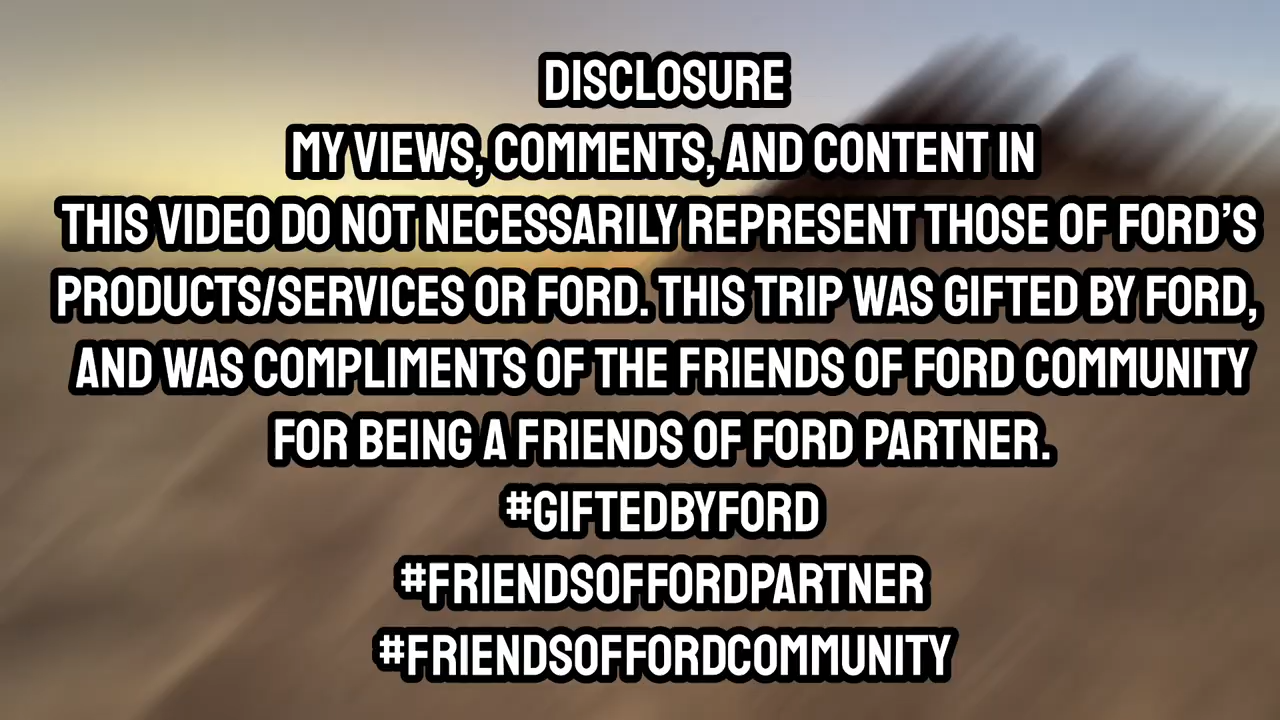 DISCLOSURE
MY VIEWS, COMMENTS, AND CONTENT IN
THIS VIDEO DO NOT NECESSARILY REPRESENT THOSE OF FORD’S
PRODUCTS/SERVICES OR FORD. THIS TRIP WAS GIFTED BY FORD,
AND WAS COMPLIMENTS OF THE FRIENDS OF FORD COMMUNITY
FOR BEING A FRIENDS OF FORD PARTNER.
#GIFTEDBYFORD
#FRIENDSOFFORDPARTNER
#FRIENDSOFFORDCOMMUNITY